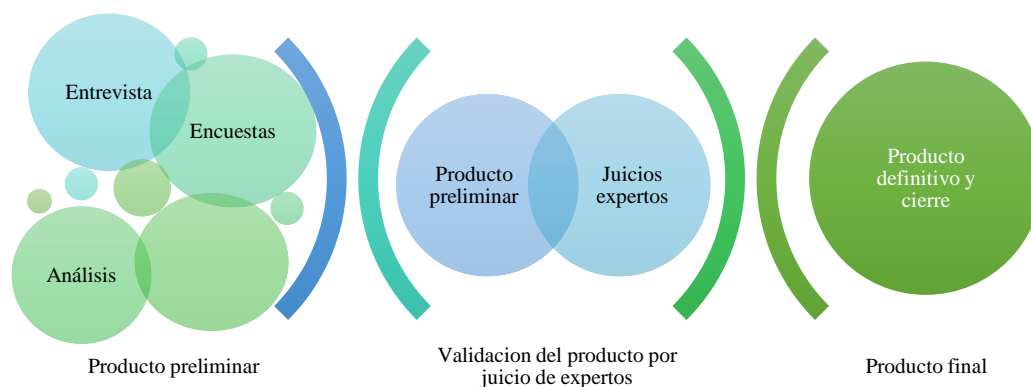 Entrevista
Encuestas
Análisis
Producto preliminar
Producto
preliminar
Juicios
expertos
Validacion del producto por
juicio de expertos
Producto
definitivo y
cierre
Producto final